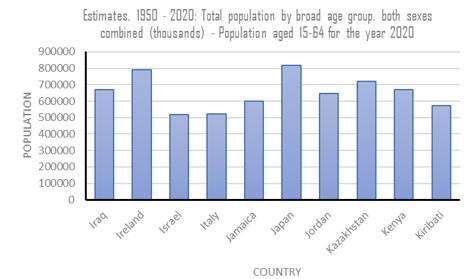 Estimates, 1950 - 2020: Total population by broad age group, both sexes
combined (thousands) - Population aged 15-64 for the year 2020
900000
800000
700000
600000
500000
400000
300000
200000
100000
0
POPULATION
Iraq
Ireland
Israel
Italy
Jamaica
Japan
Jordan
Kazakhstan
Kenya
Kiribati
COUNTRY